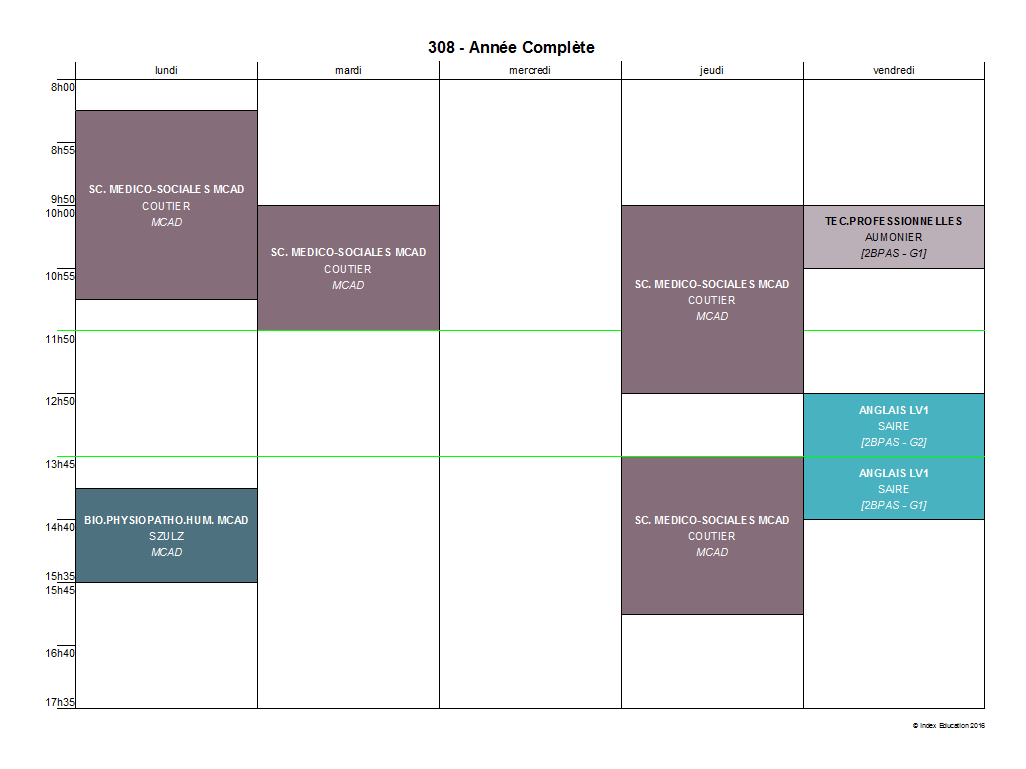 308 - Année Complète
lundi
mardi
mercredi
jeudi
vendredi
8h00
8h55
9h50
10h00
10h55
11h50
12h50
13h45
14h40
15h35
15h45
16h40
17h35
SC. MEDICO-SOCIALES MCAD
COUTIER
MCAD
BIO.PHYSIOPATHO.HUM. MCAD
SZULZ
MCAD
SC. MEDICO-SOCIALES MCAD
COUTIER
MCAD
SC. MEDICO-SOCIALES MCAD
COUTIER
MCAD
SC. MEDICO-SOCIALES MCAD
COUTIER
MCAD
TEC.PROFESSIONNELLES
AUMONIER
[2BPAS - G1]
ANGLAIS LV1
SAIRE
[2BPAS - G2]
ANGLAIS LV1
SAIRE
[2BPAS - G1]
© Index Education 2016